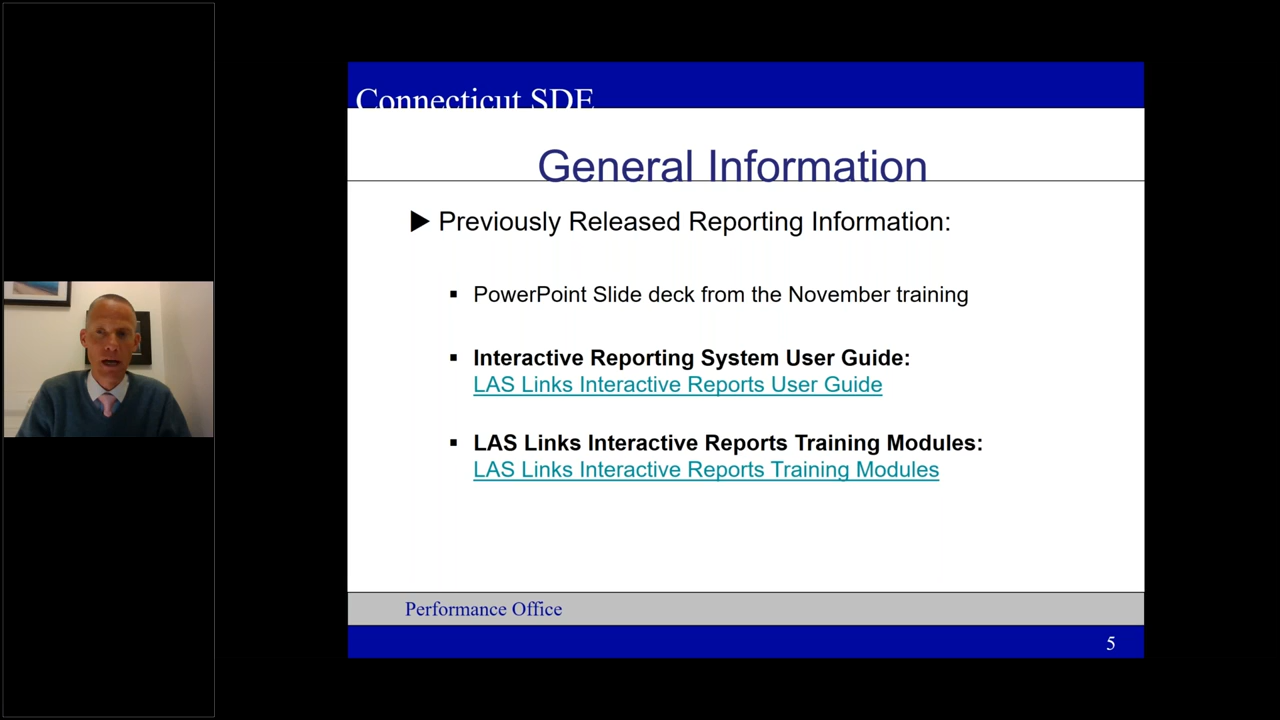 Connecticut SDE
General Information
▶ Previously Released Reporting Information:
▪ PowerPoint Slide deck from the November training
▪ Interactive Reporting System User Guide:
LAS Links Interactive Reports User Guide
▪ LAS Links Interactive Reports Training Modules:
LAS Links Interactive Reports Training Modules
Performance Office
5